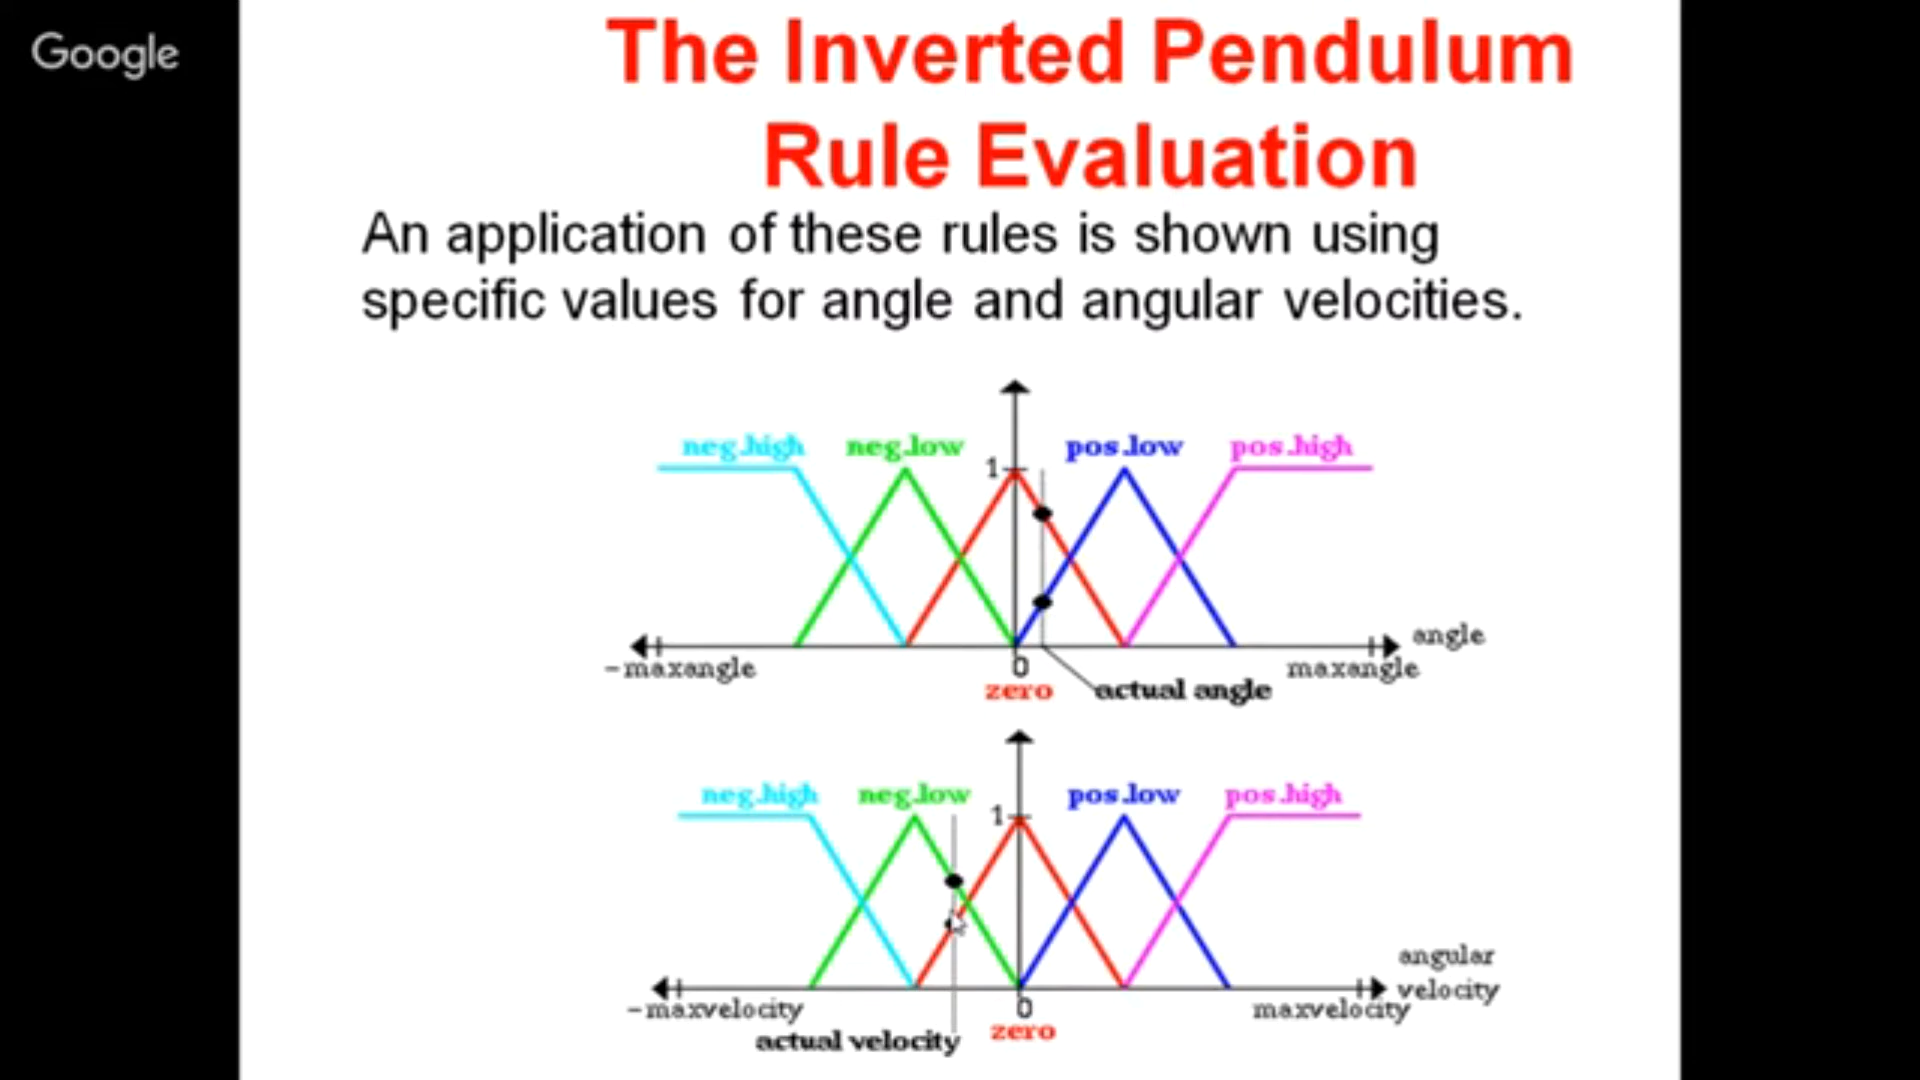 Google
The Inverted Pendulum
Rule Evaluation
An application of these rules is shown using
specific values for angle and angular velocities.
neg.high neg.low pos.low pos.high
1
angle
-maxangle 0 maxangle
zero actual angle
neg.high neg.low pos.low pos.high
1
angular
velocity
-maxvelocity 0 maxvelocity
actual velocity zero